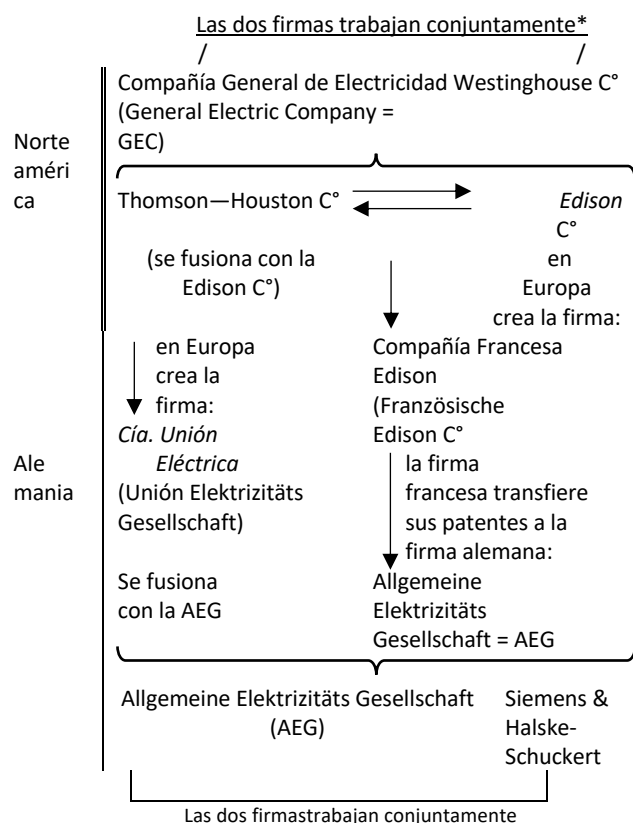 Las dos firmas trabajan conjuntamente*
/ /
Compañía General de Electricidad Westinghouse C°
(General Electric Company =
GEC)
Norte
améri
ca
Thomson—Houston C°
Edison
C°
(se fusiona con la
Edison C°)
en
Europa
crea la firma:
en Europa
crea la
firma:
Cía. Unión
Eléctrica
(Unión Elektrizitäts
Gesellschaft)
Compañía Francesa
Edison
(Französische
Edison C°
Ale
mania
la firma
francesa transfiere
sus patentes a la
firma alemana:
Se fusiona
con la AEG
Allgemeine
Elektrizitäts
Gesellschaft = AEG
Allgemeine Elektrizitäts Gesellschaft
(AEG)
Siemens &
Halske-
Schuckert
Las dos firmastrabajan conjuntamente